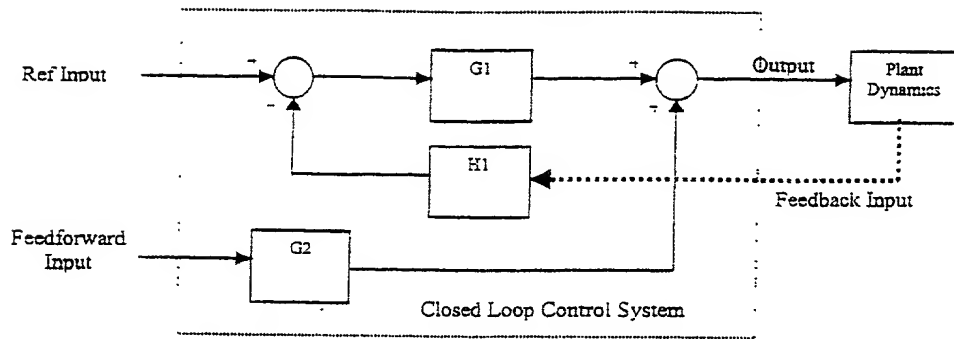 Ref Input
G1
Output
Plant
Dynamics
H1
Feedback Input
Feedforward
Input
G2
Closed Loop Control System